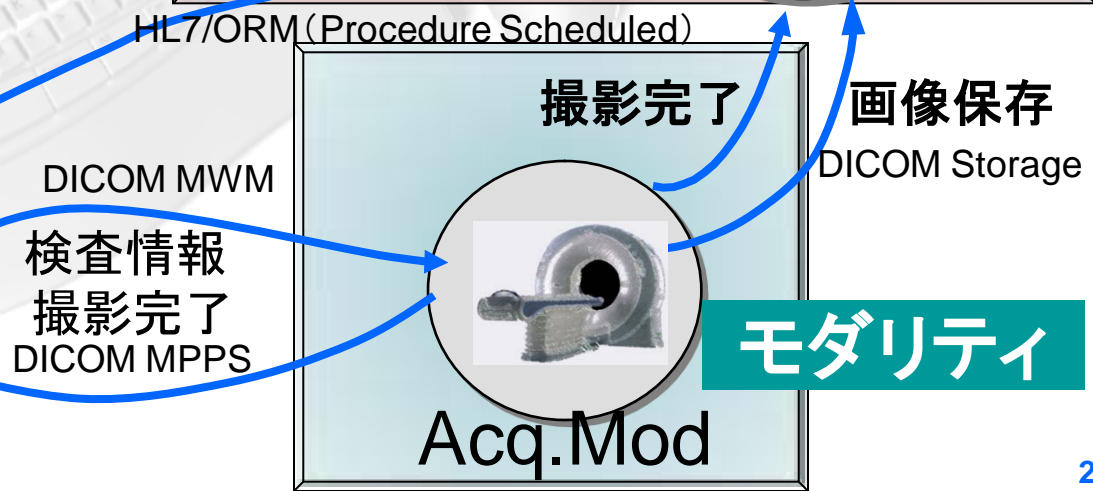 HL7/ORM(Procedure Scheduled)
撮影完了
画像保存
DICOM Storage
DICOM MWM
検査情報
撮影完了
DICOM MPPS
モダリティ
Acq.Mod
2